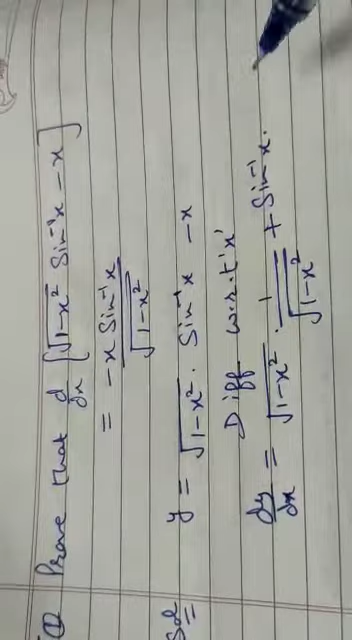 Q Prove that d/dx [√1-x² Sin⁻¹x - x]
= -x Sin⁻¹x / √1-x²
Sol y = √1-x² · Sin⁻¹x - x
Diff w.r.t 'x'
dy/dx = √1-x² · 1/√1-x² + Sin⁻¹x.